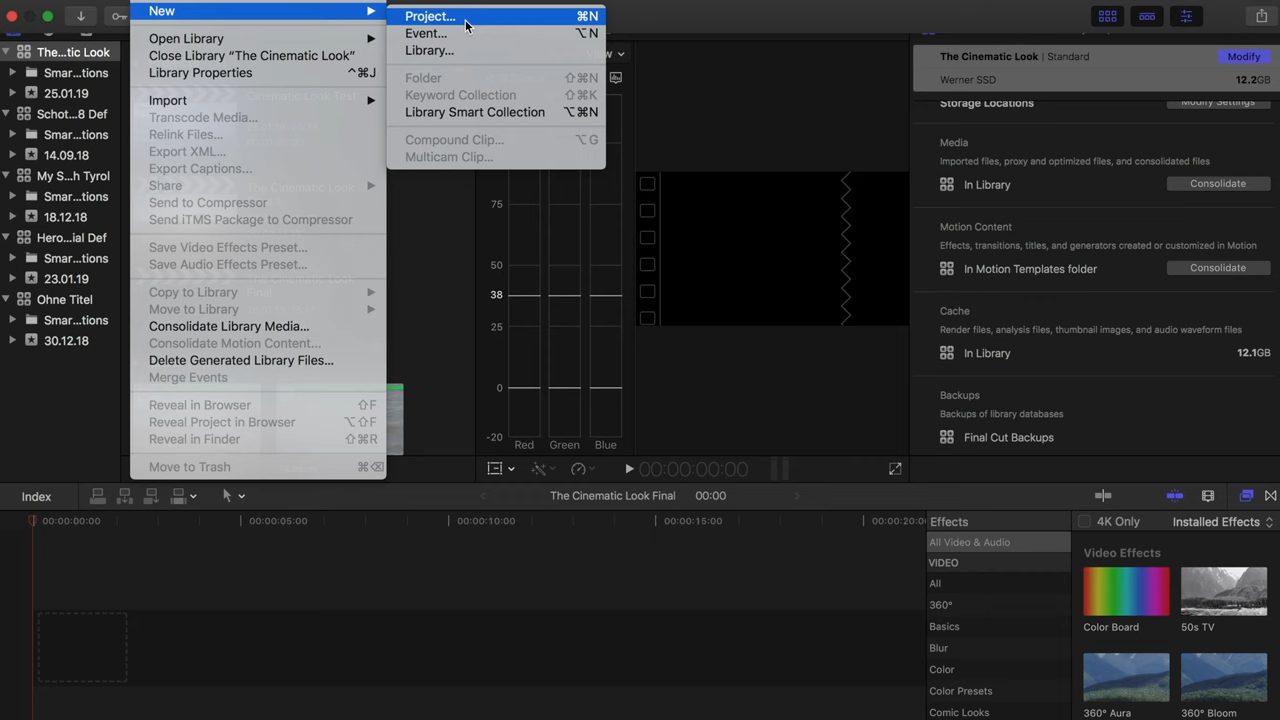 New
Open Library
Close Library “The Cinematic Look”
Library Properties ^⌘J
Import
Transcode Media...
Relink Files...
Export XML...
Export Captions...
Share
Send to Compressor
Send iTMS Package to Compressor
Save Video Effects Preset...
Save Audio Effects Preset...
Copy to Library
Move to Library
Consolidate Library Media...
Consolidate Motion Content...
Delete Generated Library Files...
Merge Events
Reveal in Browser ⇧F
Reveal Project in Browser ⌥⇧F
Reveal in Finder ⇧⌘R
Move to Trash ⌘⌫
Project... ⌘N
Event... ⌥N
Library...
Folder ⇧⌘N
Keyword Collection ⇧⌘K
Library Smart Collection ⌥⌘N
Compound Clip... ⌥G
Multicam Clip...
The...tic Look
Smar...tions
25.01.19
Schot...8 Def
Smar...tions
14.09.18
My S...h Tyrol
Smar...tions
18.12.18
Hero...ial Def
Smar...tions
23.01.19
Ohne Titel
Smar...tions
30.12.18
Cinematic Look Test
The Cinematic Look
The Cinematic Look
Final
75
50
38
25
0
-20
Red Green Blue
00:00:00:00
The Cinematic Look | Standard Modify
Werner SSD 12.2GB
Storage Locations Modify Settings
Media
Imported files, proxy and optimized files, and consolidated files
In Library Consolidate
Motion Content
Effects, transitions, titles, and generators created or customized in Motion
In Motion Templates folder Consolidate
Cache
Render files, analysis files, thumbnail images, and audio waveform files
In Library 12.1GB
Backups
Backups of library databases
Final Cut Backups
Index The Cinematic Look Final 00:00
00:00:00:00 00:00:05:00 00:00:10:00 00:00:15:00 00:00:20:0
Effects 4K Only Installed Effects
All Video & Audio
VIDEO
All
360°
Basics
Blur
Color
Color Presets
Comic Looks
Video Effects
Color Board 50s TV
360° Aura 360° Bloom